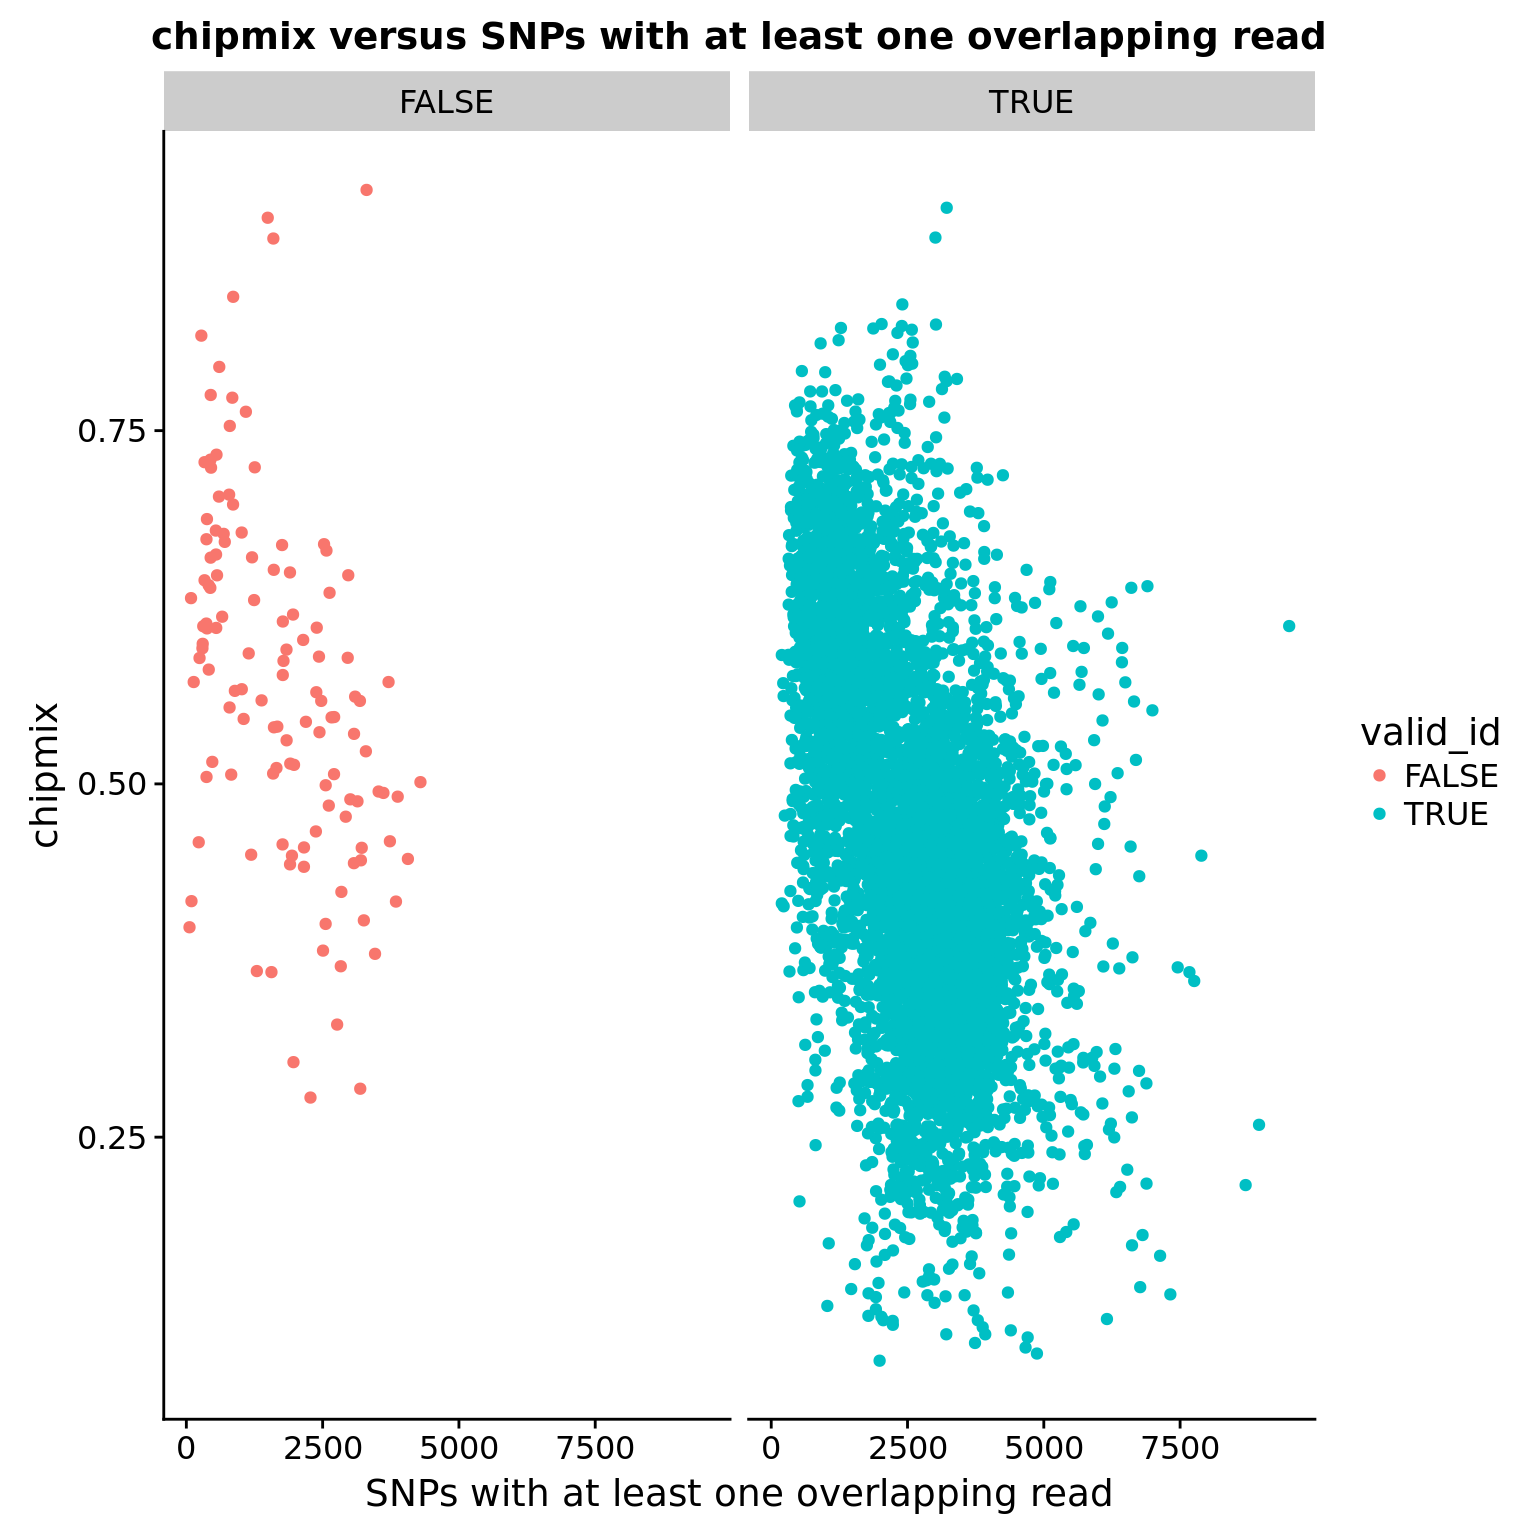 chipmix versus SNPs with at least one overlapping read
FALSE
TRUE
0.75
0.50
0.25
chipmix
0
2500
5000
7500
0
2500
5000
7500
SNPs with at least one overlapping read
valid_id
FALSE
TRUE